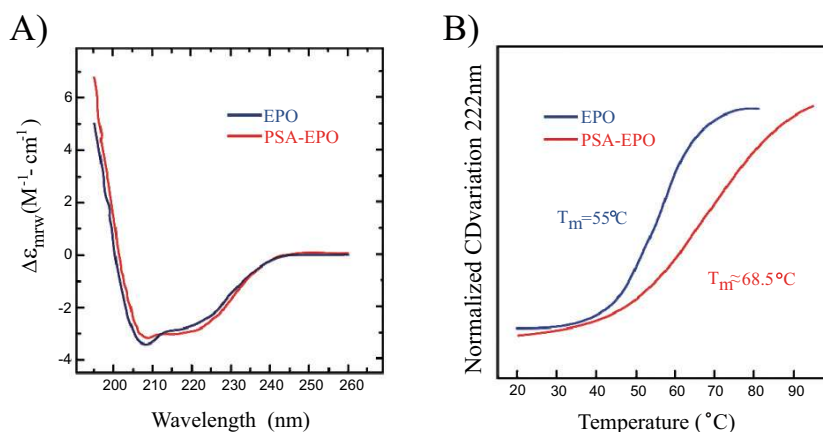 A)
6
4
2
0
-2
-4
Δε mrw (M⁻¹- cm⁻¹)
EPO
PSA-EPO
200 210 220 230 240 250 260
Wavelength (nm)
B)
Normalized CDvariation 222nm
EPO
PSA-EPO
Tm=55°C
Tm≈68.5°C
20 30 40 50 60 70 80 90
Temperature (°C)